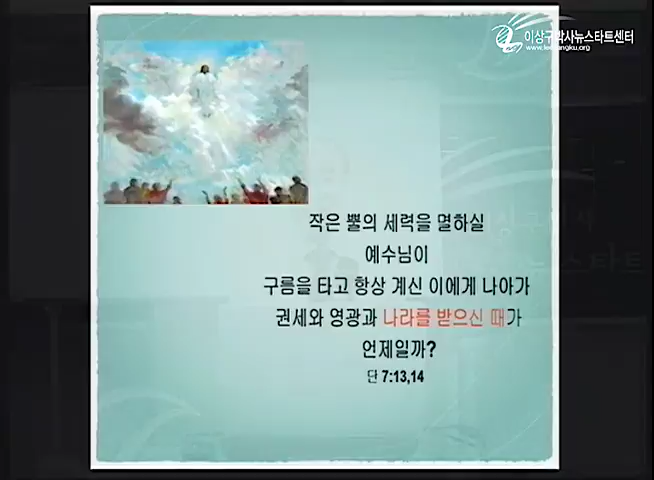 이상구박사뉴스타트센터
www.leesangku.org
작은 뿔의 세력을 멸하실
예수님이
구름을 타고 항상 계신 이에게 나아가
권세와 영광과 나라를 받으신 때가
언제일까?
단 7:13,14